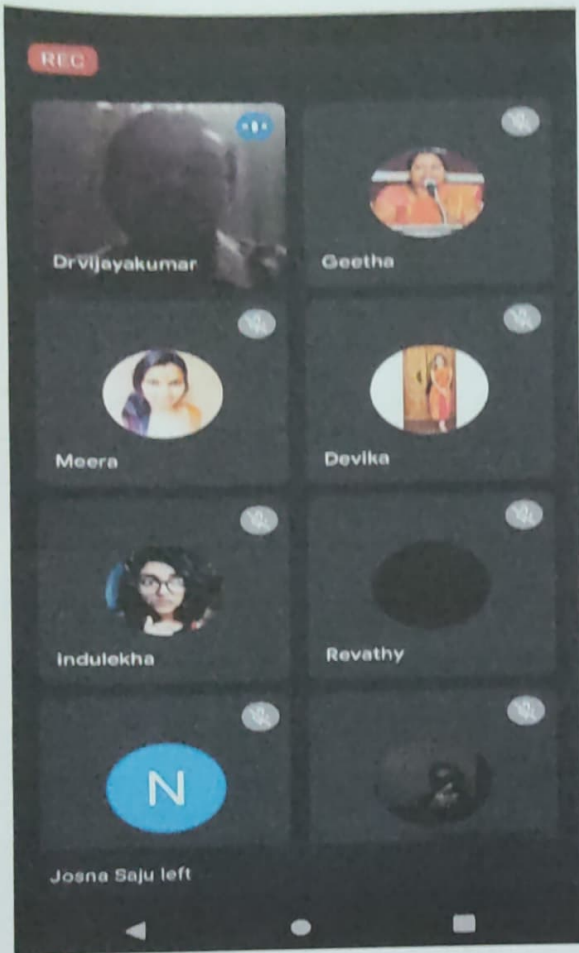 REC
Drvijayakumar
Geetha
Meera
Devika
Indulekha
Revathy
N
Josna Saju left